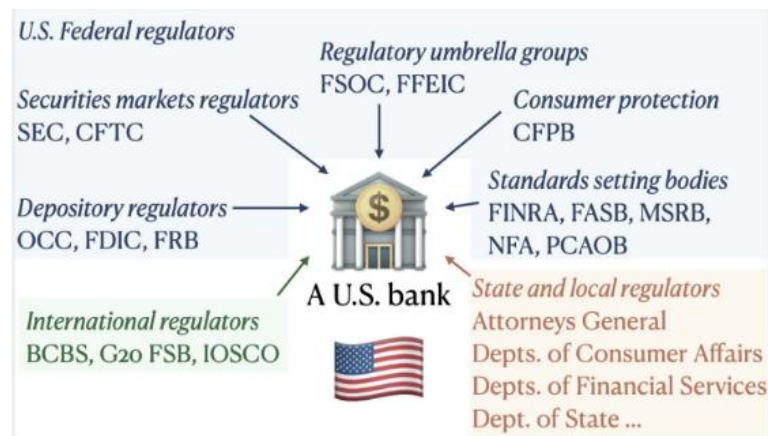 U.S. Federal regulators
Regulatory umbrella groups
FSOC, FFEIC
Securities markets regulators
SEC, CFTC
Consumer protection
CFPB
Depository regulators
OCC, FDIC, FRB
$
Standards setting bodies
FINRA, FASB, MSRB,
NFA, PCAOB
A U.S. bank
International regulators
BCBS, G20 FSB, IOSCO
State and local regulators
Attorneys General
Depts. of Consumer Affairs
Depts. of Financial Services
Dept. of State ...